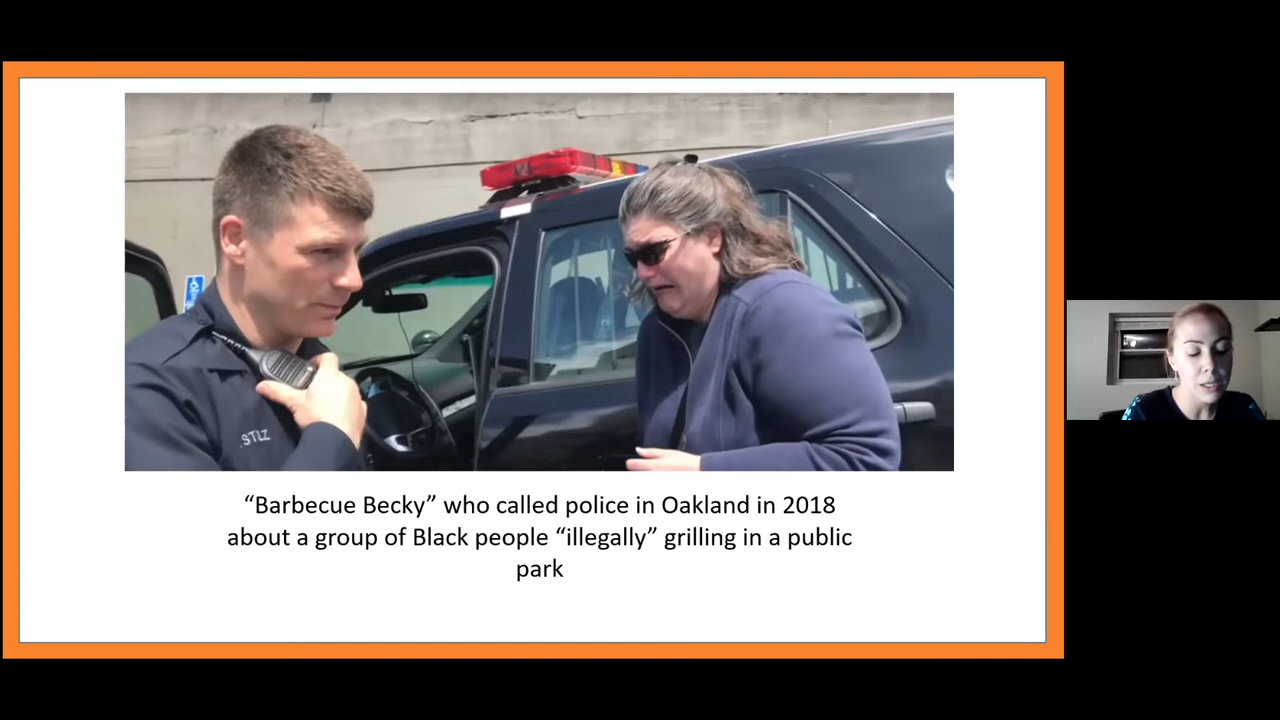 STLZ
“Barbecue Becky” who called police in Oakland in 2018
about a group of Black people “illegally” grilling in a public
park